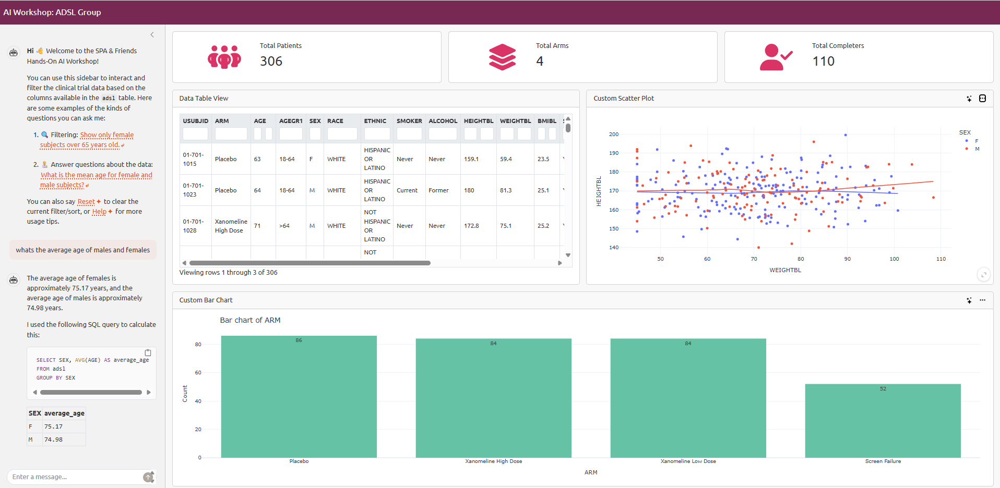 AI Workshop: ADSL Group
Hi 👋 Welcome to the SPA & Friends
Hands-On AI Workshop!
You can use this sidebar to interact and
filter the clinical trial data based on the
columns available in the adsl table. Here
are some examples of the kinds of
questions you can ask me:
1. 🔍 Filtering: Show only female
subjects over 65 years old.
2. Answer questions about the data:
What is the mean age for female and
male subjects?
You can also say Reset to clear the
current filter/sort, or Help for more
usage tips.
whats the average age of males and females
The average age of females is
approximately 75.17 years, and the
average age of males is approximately
74.98 years.
I used the following SQL query to calculate
this:
SELECT SEX, AVG(AGE) AS average_age
FROM adsl
GROUP BY SEX
SEX average_age
F 75.17
M 74.98
Enter a message...
Total Patients
306
Total Arms
4
Total Completers
110
Data Table View
USUBJID ARM AGE AGEGR1 SEX RACE ETHNIC SMOKER ALCOHOL HEIGHTBL WEIGHTBL BMIBL
01-701-1015 Placebo 63 18-64 F WHITE HISPANIC OR LATINO Never Never 159.1 59.4 23.5
01-701-1023 Placebo 64 18-64 M WHITE HISPANIC OR LATINO Current Former 180 81.3 25.1
01-701-1028 Xanomeline High Dose 71 >64 M WHITE NOT HISPANIC OR LATINO Never Never 172.8 75.1 25.2
NOT
Viewing rows 1 through 3 of 306
Custom Scatter Plot
SEX
F
M
HEIGHTBL
200
190
180
170
160
150
140
50 60 70 80 90 100 110
WEIGHTBL
Custom Bar Chart
Bar chart of ARM
Count
80
60
40
20
0
86 84 84 52
Placebo Xanomeline High Dose Xanomeline Low Dose Screen Failure
ARM